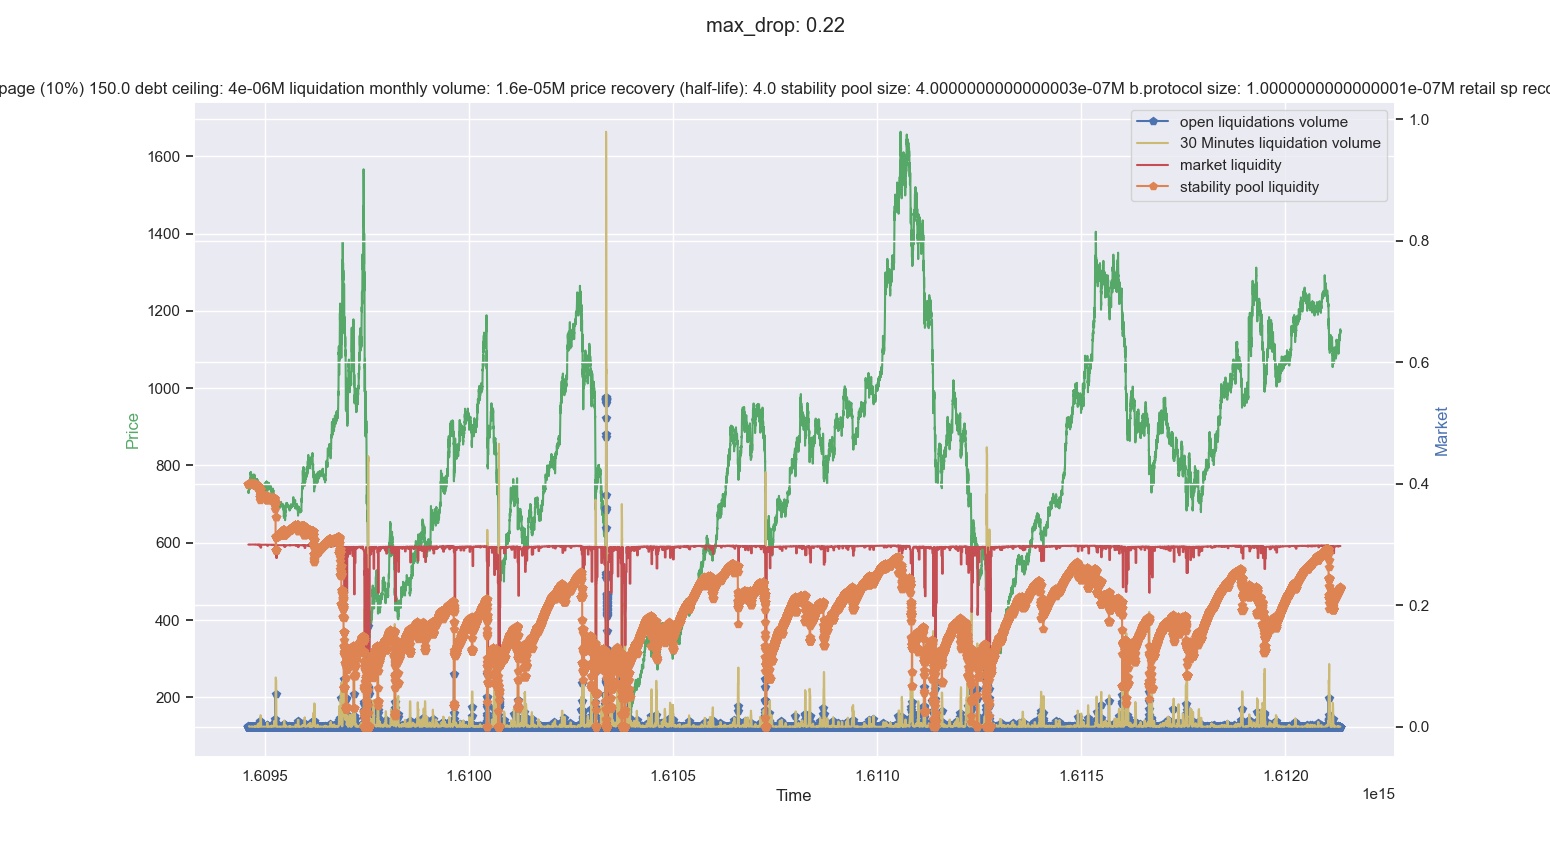 max_drop: 0.22
page (10%) 150.0 debt ceiling: 4e-06M liquidation monthly volume: 1.6e-05M price recovery (half-life): 4.0 stability pool size: 4.0000000000000003e-07M b.protocol size: 1.0000000000000001e-07M retail sp reco
open liquidations volume
30 Minutes liquidation volume
market liquidity
stability pool liquidity
1600
1400
1200
1000
800
600
400
200
Price
1.0
0.8
0.6
0.4
0.2
0.0
Market
1.6095 1.6100 1.6105 1.6110 1.6115 1.6120
Time
1e15